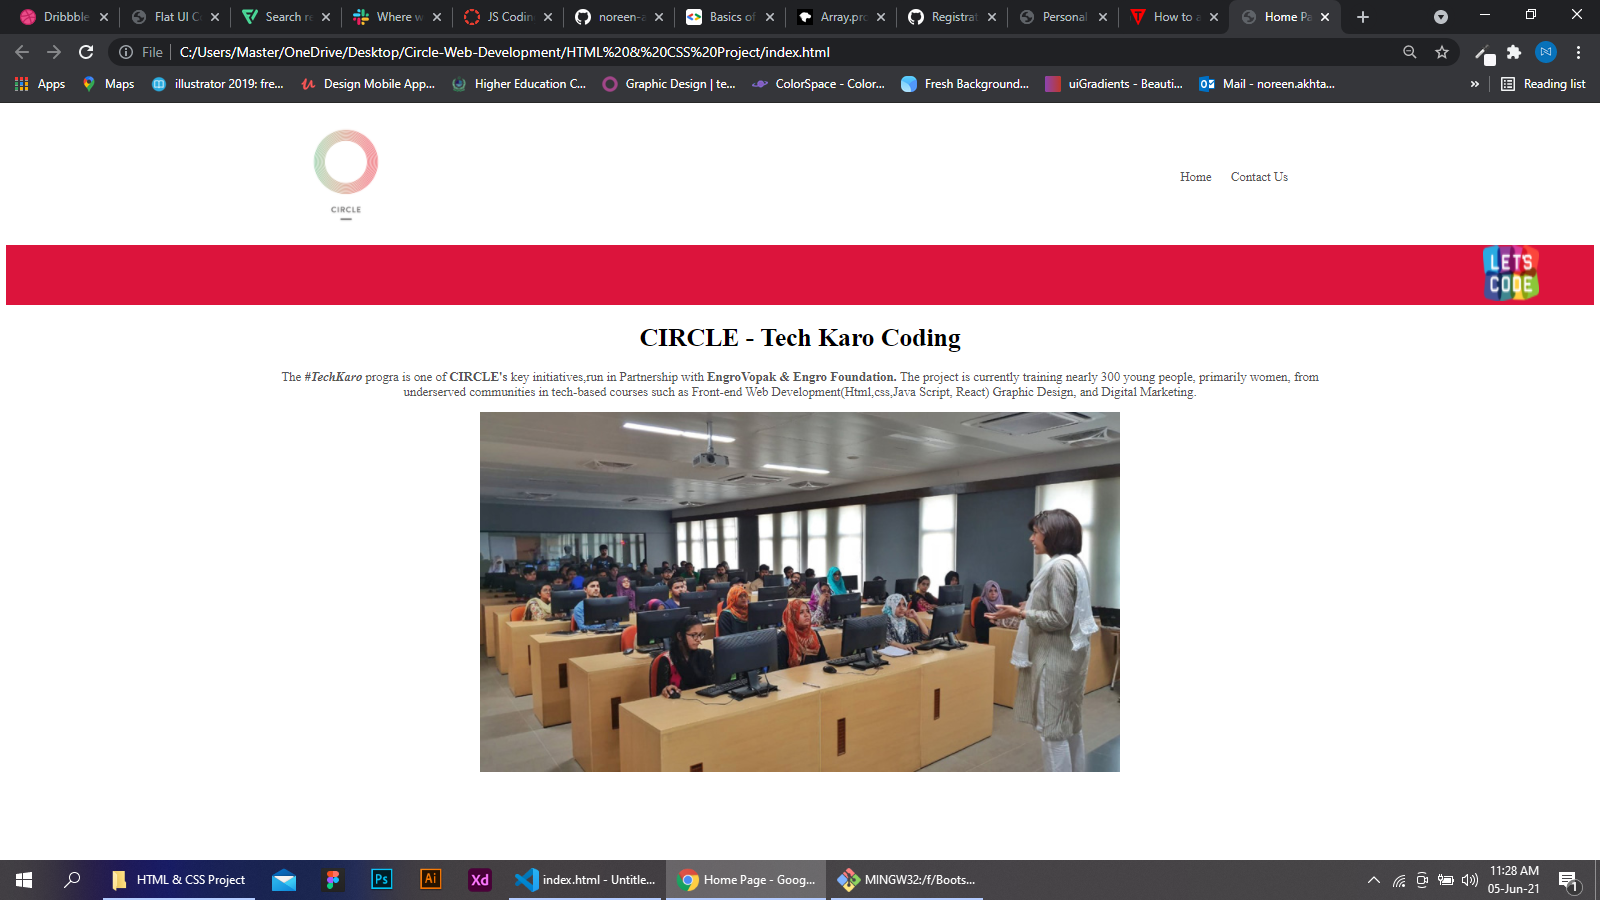 Dribbble
Flat UI C
Search re
Where w
JS Codin
noreen-a
Basics of
Array.pro
Registrat
Personal
How to a
Home Pa
File
C:/Users/Master/OneDrive/Desktop/Circle-Web-Development/HTML%20&%20CSS%20Project/index.html
Apps
Maps
illustrator 2019: fre...
Design Mobile App...
Higher Education C...
Graphic Design | te...
ColorSpace - Color...
Fresh Background...
uiGradients - Beauti...
Mail - noreen.akhta...
»
Reading list
CIRCLE
Home
Contact Us
LETS
CODE
CIRCLE - Tech Karo Coding
The #TechKaro progra is one of CIRCLE's key initiatives,run in Partnership with EngroVopak & Engro Foundation. The project is currently training nearly 300 young people, primarily women, from
underserved communities in tech-based courses such as Front-end Web Development(Html,css,Java Script, React) Graphic Design, and Digital Marketing.
HTML & CSS Project
Ps
Ai
Xd
index.html - Untitle...
Home Page - Goog...
MINGW32:/f/Boots...
11:28 AM
05-Jun-21
1